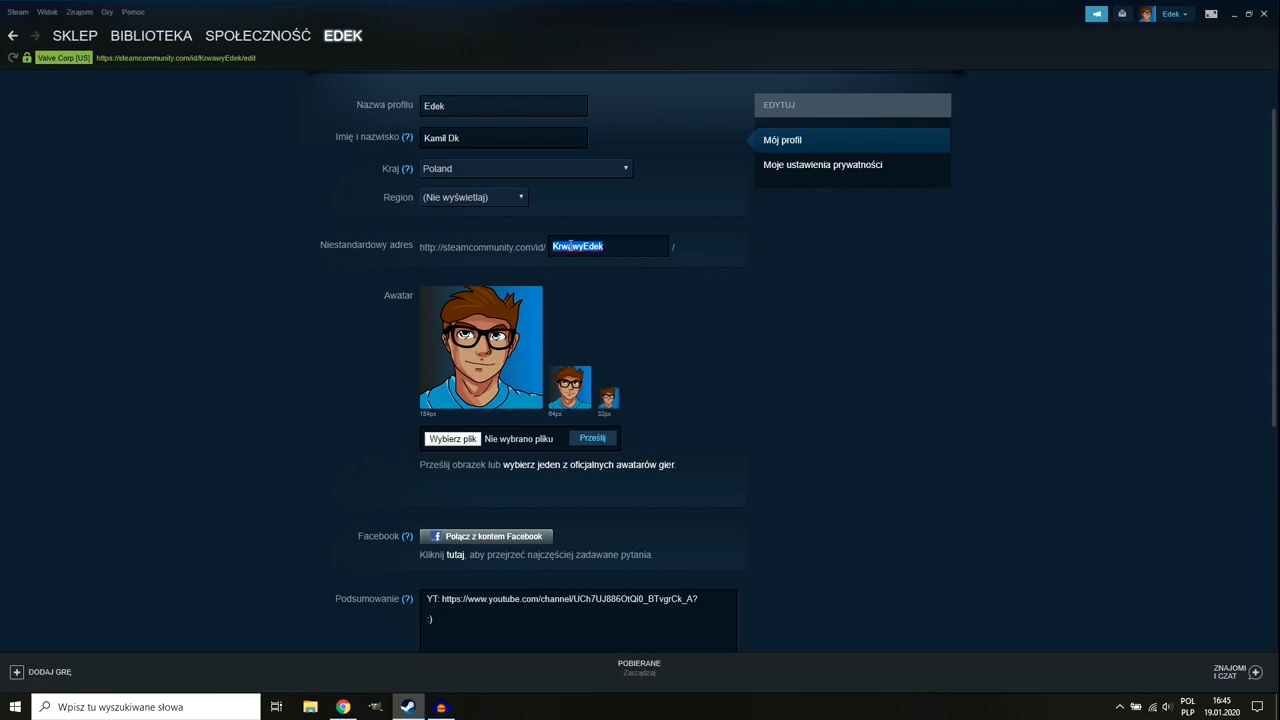 Steam Widok Znajomi Gry Pomoc
Edek
SKLEP BIBLIOTEKA SPOŁECZNOŚĆ EDEK
Valve Corp [US] https://steamcommunity.com/id/KrwawyEdek/edit
Nazwa profilu Edek
EDYTUJ
Imię i nazwisko (?) Kamil Dk
Mój profil
Kraj (?) Poland
Moje ustawienia prywatności
Region (Nie wyświetlaj)
Niestandardowy adres http://steamcommunity.com/id/ KrwawyEdek /
Awatar
184px 64px 32px
Wybierz plik Nie wybrano pliku Prześlij
Prześlij obrazek lub wybierz jeden z oficjalnych awatarów gier.
Facebook (?) Połącz z kontem Facebook
Kliknij tutaj, aby przejrzeć najczęściej zadawane pytania.
Podsumowanie (?) YT: https://www.youtube.com/channel/UCh7UJ886OtQi0_BTvgrCk_A?
:)
DODAJ GRĘ
POBIERANE
Zarządzaj
ZNAJOMI
I CZAT
Wpisz tu wyszukiwane słowa
POL 16:45
PLP 19.01.2020